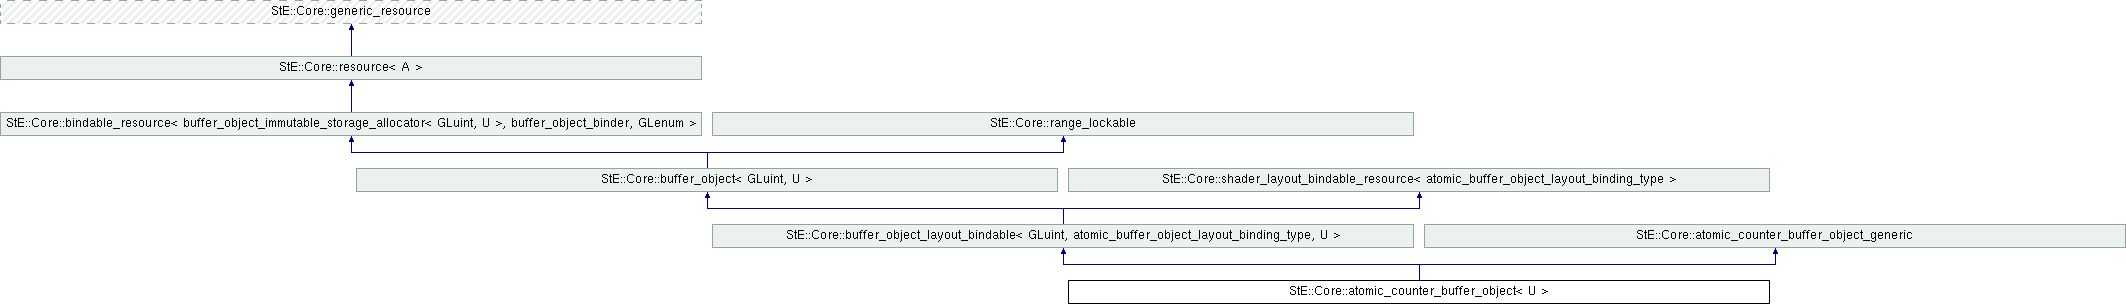 StE::Core::generic_resource
StE::Core::resource< A >
StE::Core::bindable_resource< buffer_object_immutable_storage_allocator< GLuint, U >, buffer_object_binder, GLenum >
StE::Core::range_lockable
StE::Core::buffer_object< GLuint, U >
StE::Core::shader_layout_bindable_resource< atomic_buffer_object_layout_binding_type >
StE::Core::buffer_object_layout_bindable< GLuint, atomic_buffer_object_layout_binding_type, U >
StE::Core::atomic_counter_buffer_object_generic
StE::Core::atomic_counter_buffer_object< U >